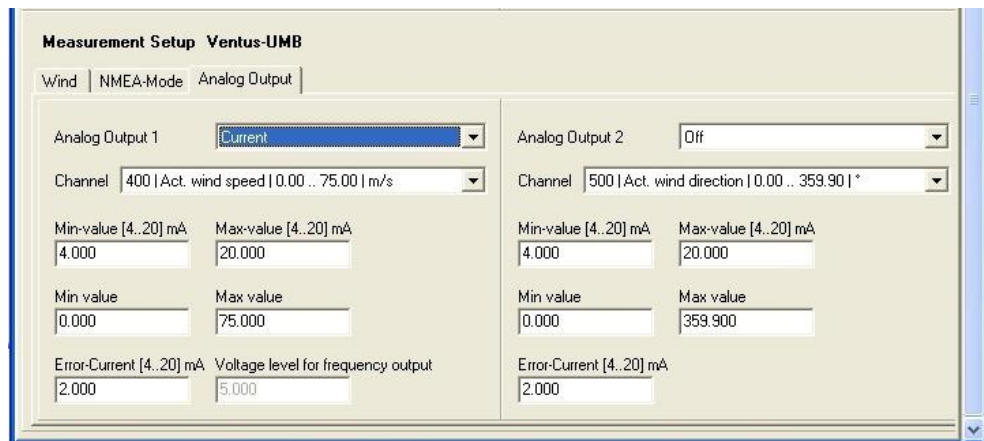 Measurement Setup Ventus-UMB
Wind NMEA-Mode Analog Output
Analog Output 1 Current
Channel 400 | Act. wind speed | 0.00 .. 75.00 | m/s
Min-value [4..20] mA Max-value [4..20] mA
4.000 20.000
Min value Max value
0.000 75.000
Error-Current [4..20] mA Voltage level for frequency output
2.000 5.000
Analog Output 2 Off
Channel 500 | Act. wind direction | 0.00 .. 359.90 | °
Min-value [4..20] mA Max-value [4..20] mA
4.000 20.000
Min value Max value
0.000 359.900
Error-Current [4..20] mA
2.000